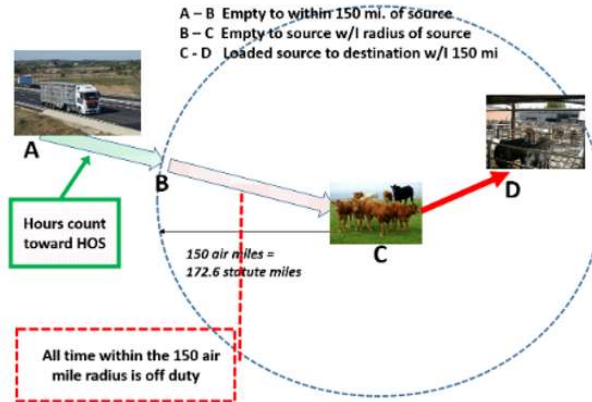 A – B Empty to within 150 mi. of source
B – C Empty to source w/I radius of source
C - D Loaded source to destination w/I 150 mi
A
B
D
Hours count
toward HOS
C
150 air miles =
172.6 statute miles
All time within the 150 air
mile radius is off duty